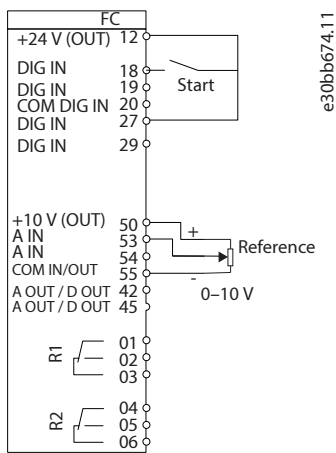 FC
+24 V (OUT) 12
DIG IN 18
DIG IN 19
COM DIG IN 20
DIG IN 27
DIG IN 29
Start
+10 V (OUT) 50
A IN 53
A IN 54
COM IN/OUT 55
A OUT / D OUT 42
A OUT / D OUT 45
+
Reference
-
0–10 V
R1
01
02
03
R2
04
05
06
e30bb674.11